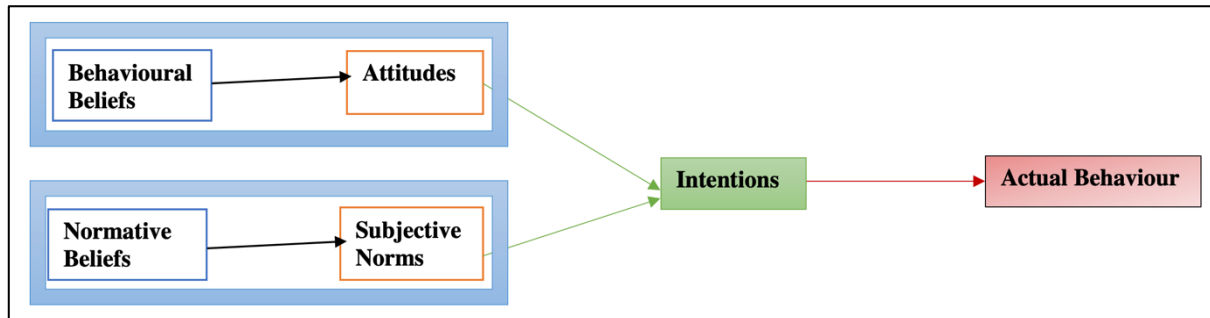 Behavioural
Beliefs
Attitudes
Intentions
Actual Behaviour
Normative
Beliefs
Subjective
Norms